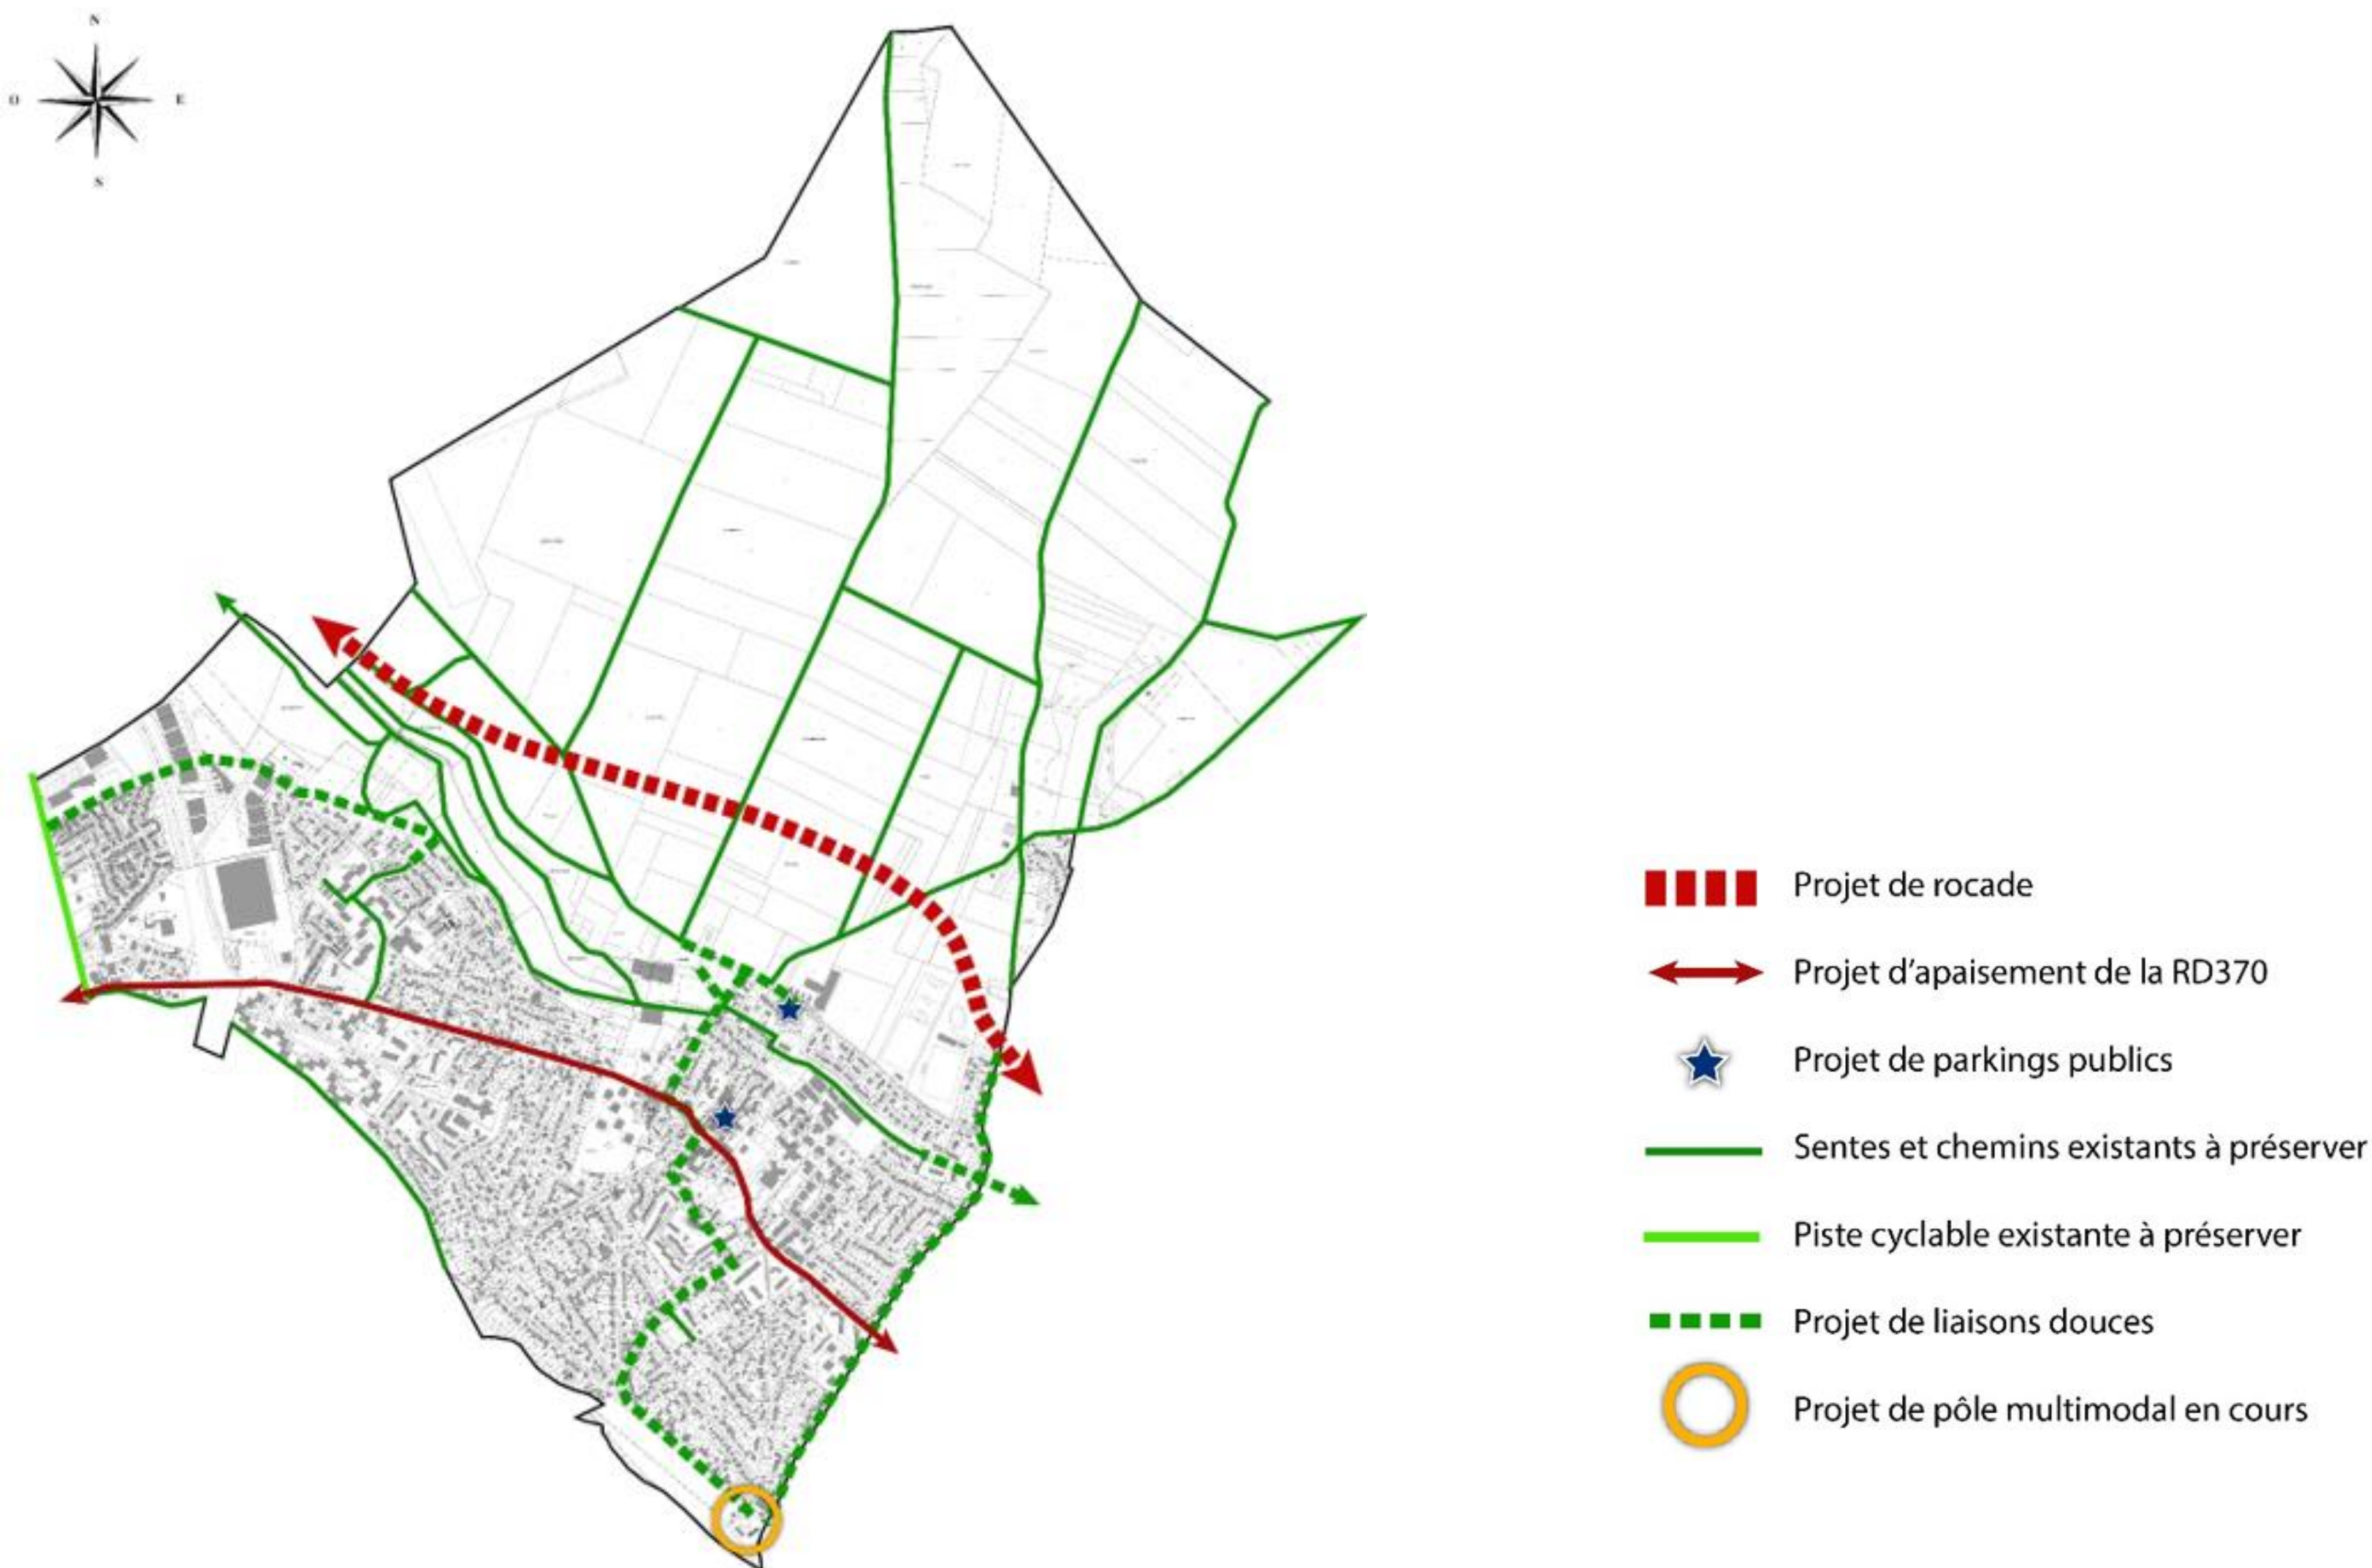 N
O
E
S
Projet de rocade
Projet d'apaisement de la RD370
Projet de parkings publics
Sentes et chemins existants à préserver
Piste cyclable existante à préserver
Projet de liaisons douces
Projet de pôle multimodal en cours